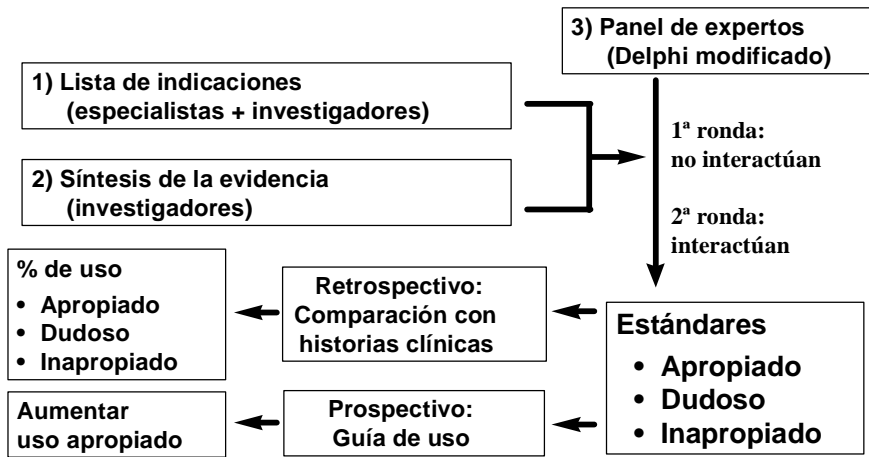 3) Panel de expertos
(Delphi modificado)
1) Lista de indicaciones
(especialistas + investigadores)
1ª ronda:
no interactúan
2) Síntesis de la evidencia
(investigadores)
2ª ronda:
interactúan
% de uso
• Apropiado
• Dudoso
• Inapropiado
Retrospectivo:
Comparación con
historias clínicas
Estándares
• Apropiado
• Dudoso
• Inapropiado
Aumentar
uso apropiado
Prospectivo:
Guía de uso